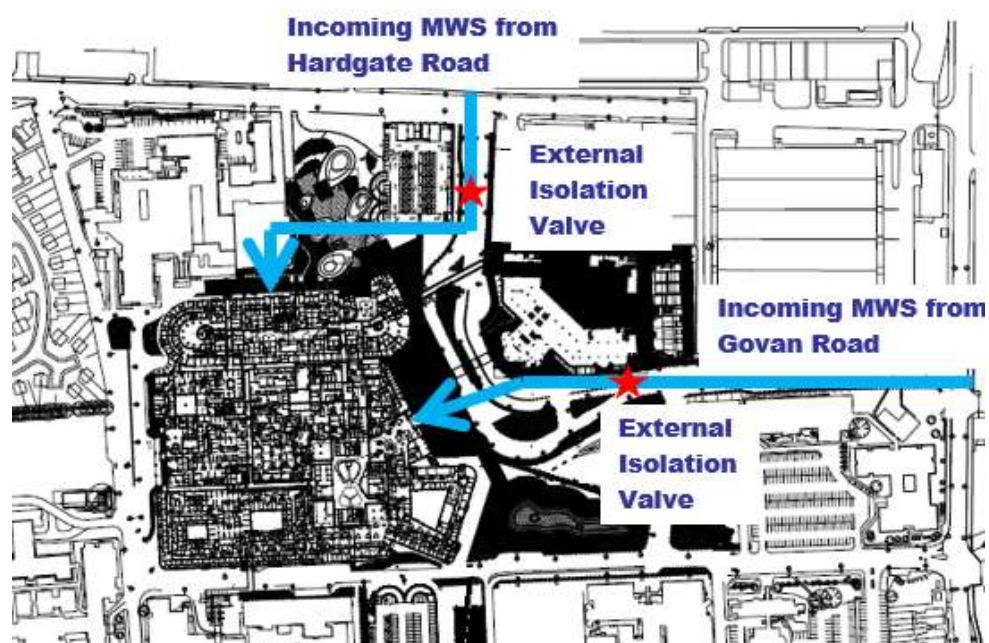 Incoming MWS from
Hardgate Road
External
Isolation
Valve
Incoming MWS from
Govan Road
External
Isolation
Valve